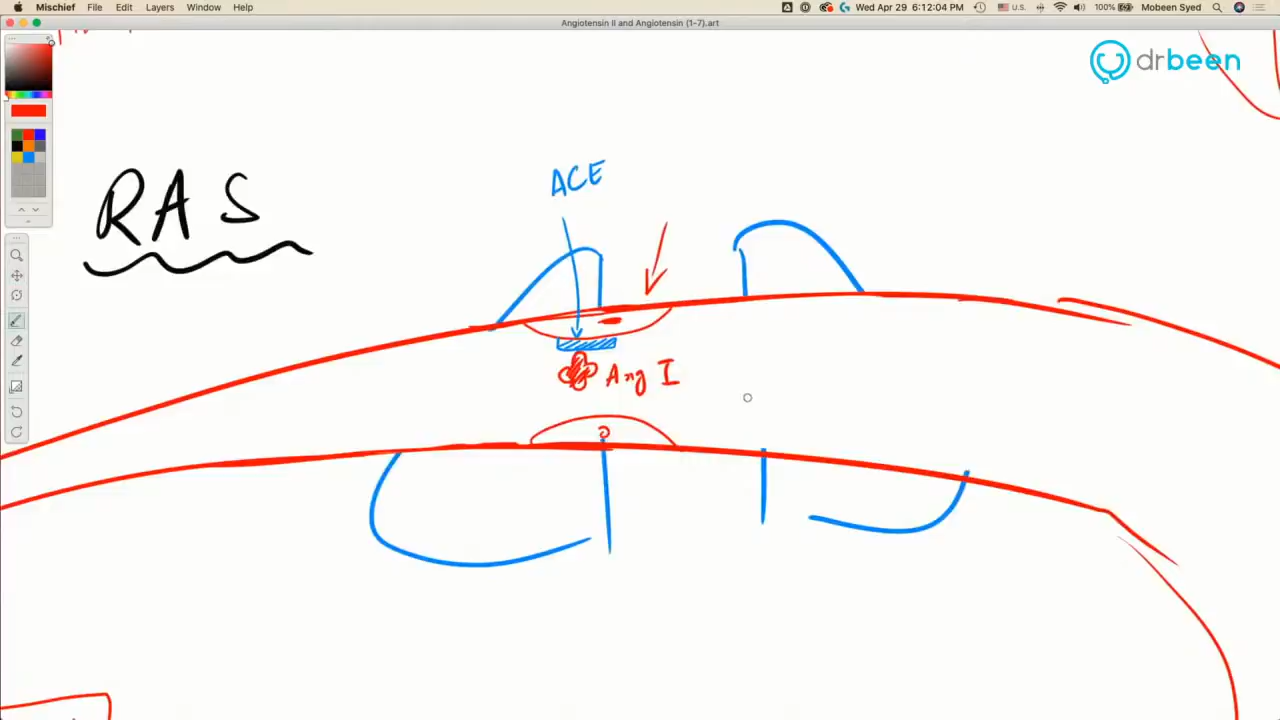 Mischief File Edit Layers Window Help
U.S. 100% Wed Apr 29 6:12:04 PM Mobeen Syed
Angiotensin II and Angiotensin (1-7).art
drbeen
RAS
ACE
Ang I